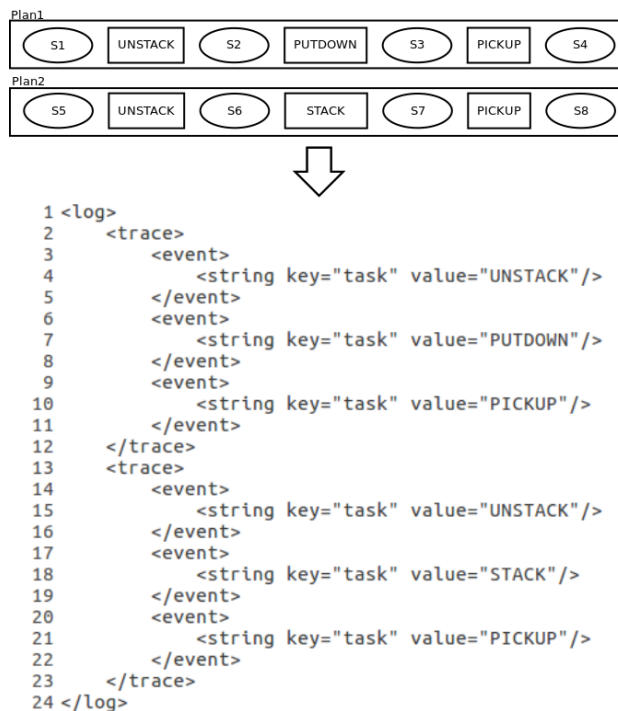 Plan1
S1 UNSTACK S2 PUTDOWN S3 PICKUP S4
Plan2
S5 UNSTACK S6 STACK S7 PICKUP S8
1 <log>
2 <trace>
3 <event>
4 <string key="task" value="UNSTACK"/>
5 </event>
6 <event>
7 <string key="task" value="PUTDOWN"/>
8 </event>
9 <event>
10 <string key="task" value="PICKUP"/>
11 </event>
12 </trace>
13 <trace>
14 <event>
15 <string key="task" value="UNSTACK"/>
16 </event>
17 <event>
18 <string key="task" value="STACK"/>
19 </event>
20 <event>
21 <string key="task" value="PICKUP"/>
22 </event>
23 </trace>
24 </log>